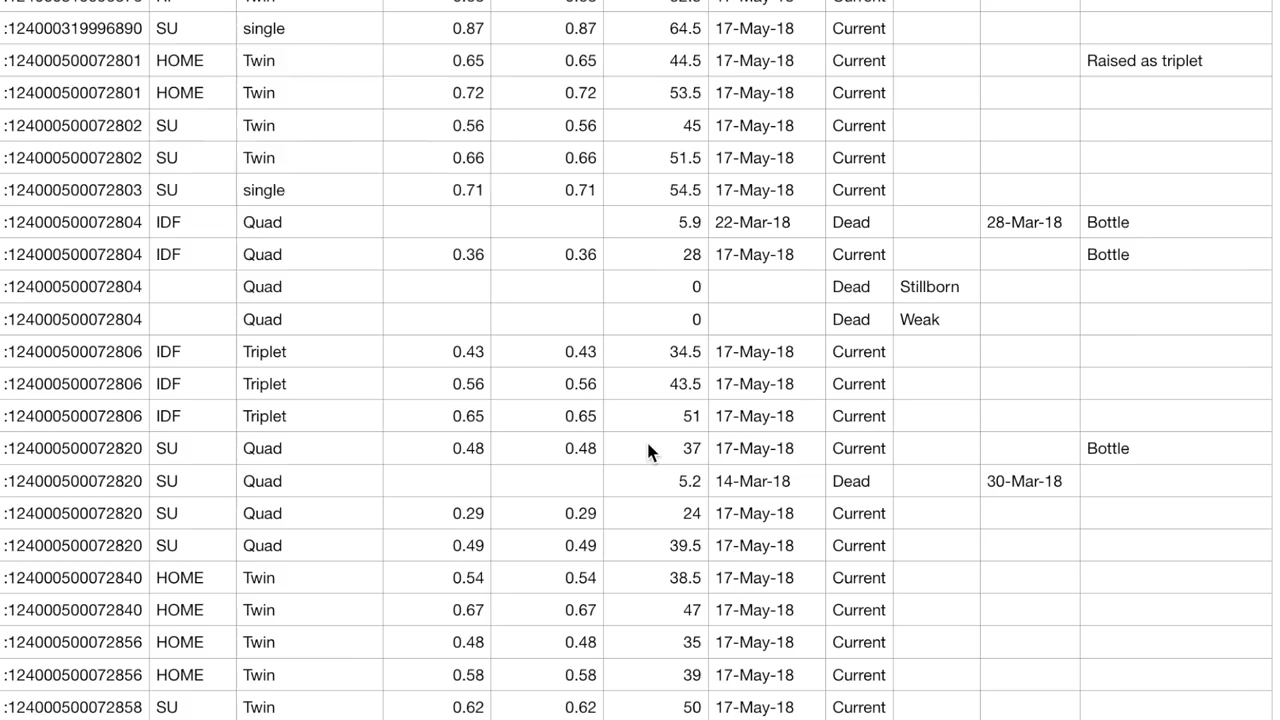 :124000319996890 SU single 0.87 0.87 64.5 17-May-18 Current
:124000500072801 HOME Twin 0.65 0.65 44.5 17-May-18 Current Raised as triplet
:124000500072801 HOME Twin 0.72 0.72 53.5 17-May-18 Current
:124000500072802 SU Twin 0.56 0.56 45 17-May-18 Current
:124000500072802 SU Twin 0.66 0.66 51.5 17-May-18 Current
:124000500072803 SU single 0.71 0.71 54.5 17-May-18 Current
:124000500072804 IDF Quad 5.9 22-Mar-18 Dead 28-Mar-18 Bottle
:124000500072804 IDF Quad 0.36 0.36 28 17-May-18 Current Bottle
:124000500072804 Quad 0 Dead Stillborn
:124000500072804 Quad 0 Dead Weak
:124000500072806 IDF Triplet 0.43 0.43 34.5 17-May-18 Current
:124000500072806 IDF Triplet 0.56 0.56 43.5 17-May-18 Current
:124000500072806 IDF Triplet 0.65 0.65 51 17-May-18 Current
:124000500072820 SU Quad 0.48 0.48 37 17-May-18 Current Bottle
:124000500072820 SU Quad 5.2 14-Mar-18 Dead 30-Mar-18
:124000500072820 SU Quad 0.29 0.29 24 17-May-18 Current
:124000500072820 SU Quad 0.49 0.49 39.5 17-May-18 Current
:124000500072840 HOME Twin 0.54 0.54 38.5 17-May-18 Current
:124000500072840 HOME Twin 0.67 0.67 47 17-May-18 Current
:124000500072856 HOME Twin 0.48 0.48 35 17-May-18 Current
:124000500072856 HOME Twin 0.58 0.58 39 17-May-18 Current
:124000500072858 SU Twin 0.62 0.62 50 17-May-18 Current